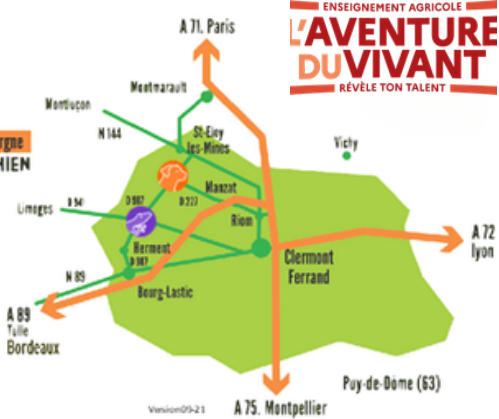 ENSEIGNEMENT AGRICOLE
L'AVENTURE
DU VIVANT
RÉVÈLE TON TALENT
A 71. Paris
Montmarault
Montluçon
N 144
St-Eloy
les-Mines
Vichy
rgne
MIEN
Manzat
D 227
D 987
Limoges
D 941
Riom
A 72
lyon
Herment
D 987
Clermont
Ferrand
N 89
Bourg-Lastic
A 89
Tulle
Bordeaux
Puy-de-Dôme (63)
Version09-21
A 75. Montpellier